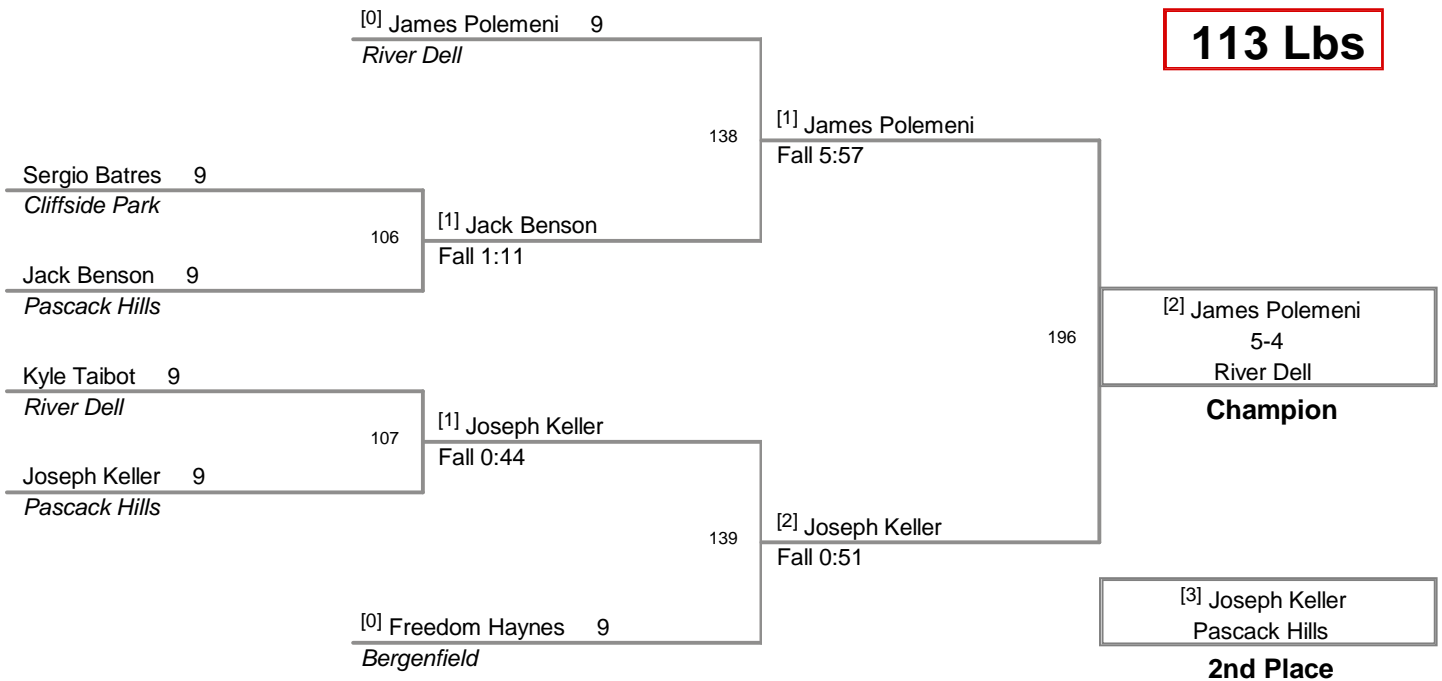 [0] James Polemeni 9
River Dell
113 Lbs
138
[1] James Polemeni
Fall 5:57
Sergio Batres 9
Cliffside Park
106
[1] Jack Benson
Fall 1:11
Jack Benson 9
Pascack Hills
196
[2] James Polemeni
5-4
River Dell
Champion
Kyle Taibot 9
River Dell
107
[1] Joseph Keller
Fall 0:44
Joseph Keller 9
Pascack Hills
139
[2] Joseph Keller
Fall 0:51
[0] Freedom Haynes 9
Bergenfield
[3] Joseph Keller
Pascack Hills
2nd Place